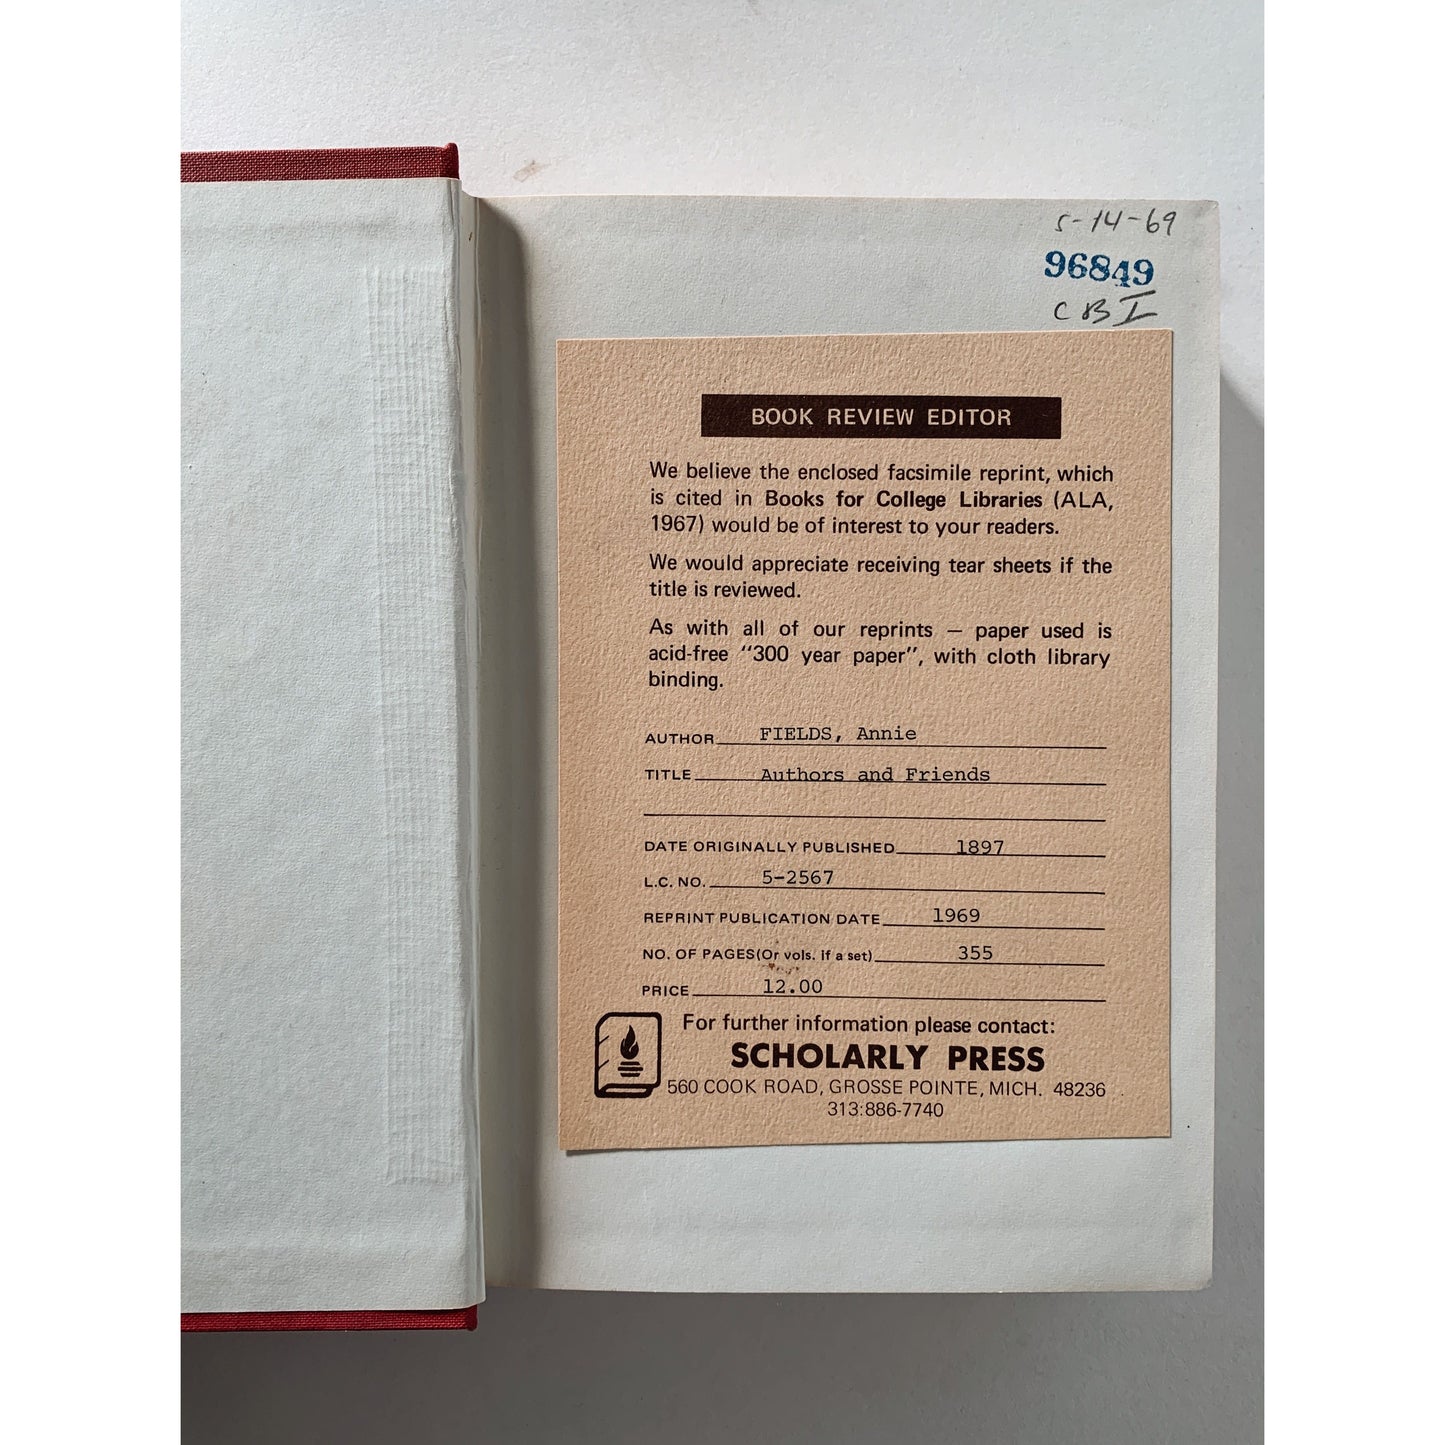 5-14-69
96849
CBI
BOOK REVIEW EDITOR
We believe the enclosed facsimile reprint, which
is cited in Books for College Libraries (ALA,
1967) would be of interest to your readers.
We would appreciate receiving tear sheets if the
title is reviewed.
As with all of our reprints — paper used is
acid-free "300 year paper", with cloth library
binding.
AUTHOR FIELDS, Annie
TITLE Authors and Friends
DATE ORIGINALLY PUBLISHED 1897
L.C. NO. 5-2567
REPRINT PUBLICATION DATE 1969
NO. OF PAGES(Or vols. if a set) 355
PRICE 12.00
For further information please contact:
SCHOLARLY PRESS
560 COOK ROAD, GROSSE POINTE, MICH. 48236
313:886-7740